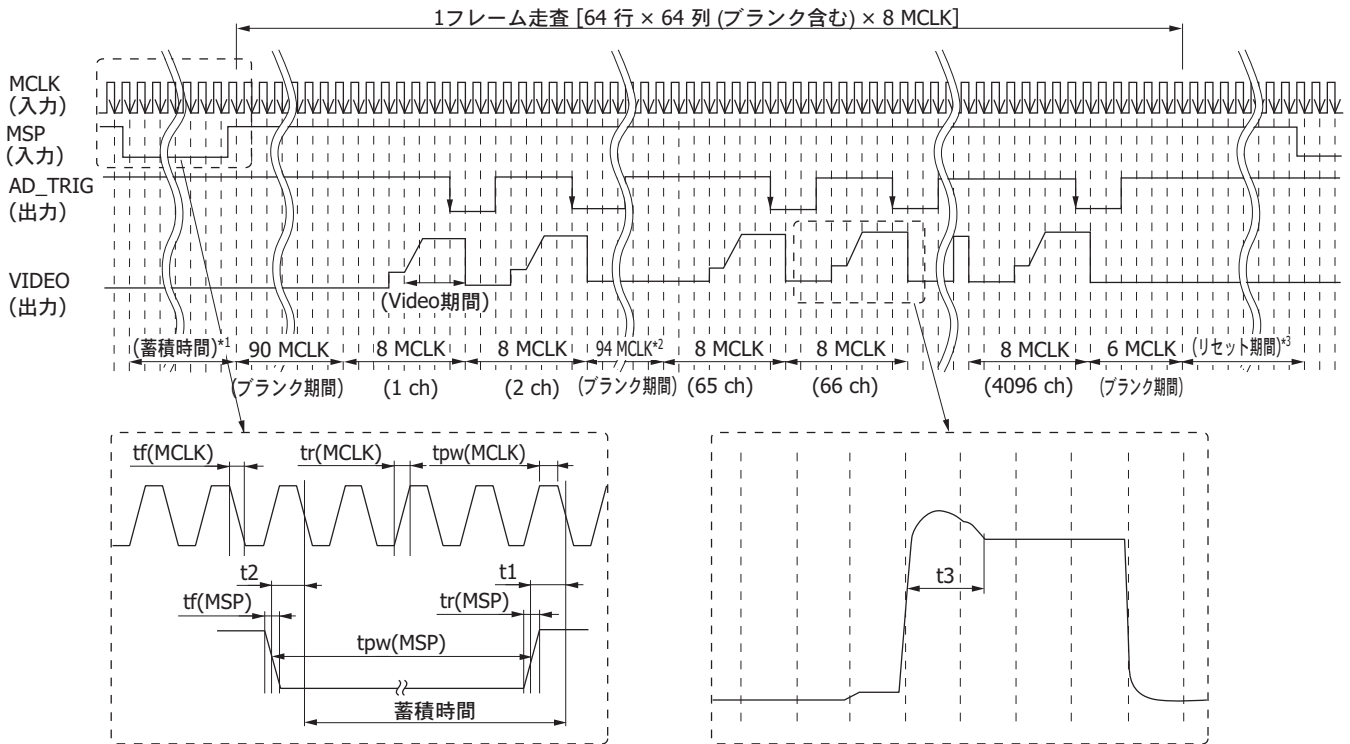 1フレーム走査 [64 行 × 64 列 (ブランク含む) × 8 MCLK]
MCLK
(入力)
MSP
(入力)
AD_TRIG
(出力)
VIDEO
(出力)
(Video期間)
(蓄積時間)*1
90 MCLK
8 MCLK
8 MCLK
94 MCLK*2
8 MCLK
8 MCLK
8 MCLK
6 MCLK
(リセット期間)*3
(ブランク期間)
(1 ch)
(2 ch)
(ブランク期間)
(65 ch)
(66 ch)
(4096 ch)
(ブランク期間)
tf(MCLK)
tr(MCLK)
tpw(MCLK)
t2
t1
tf(MSP)
tr(MSP)
tpw(MSP)
蓄積時間
t3